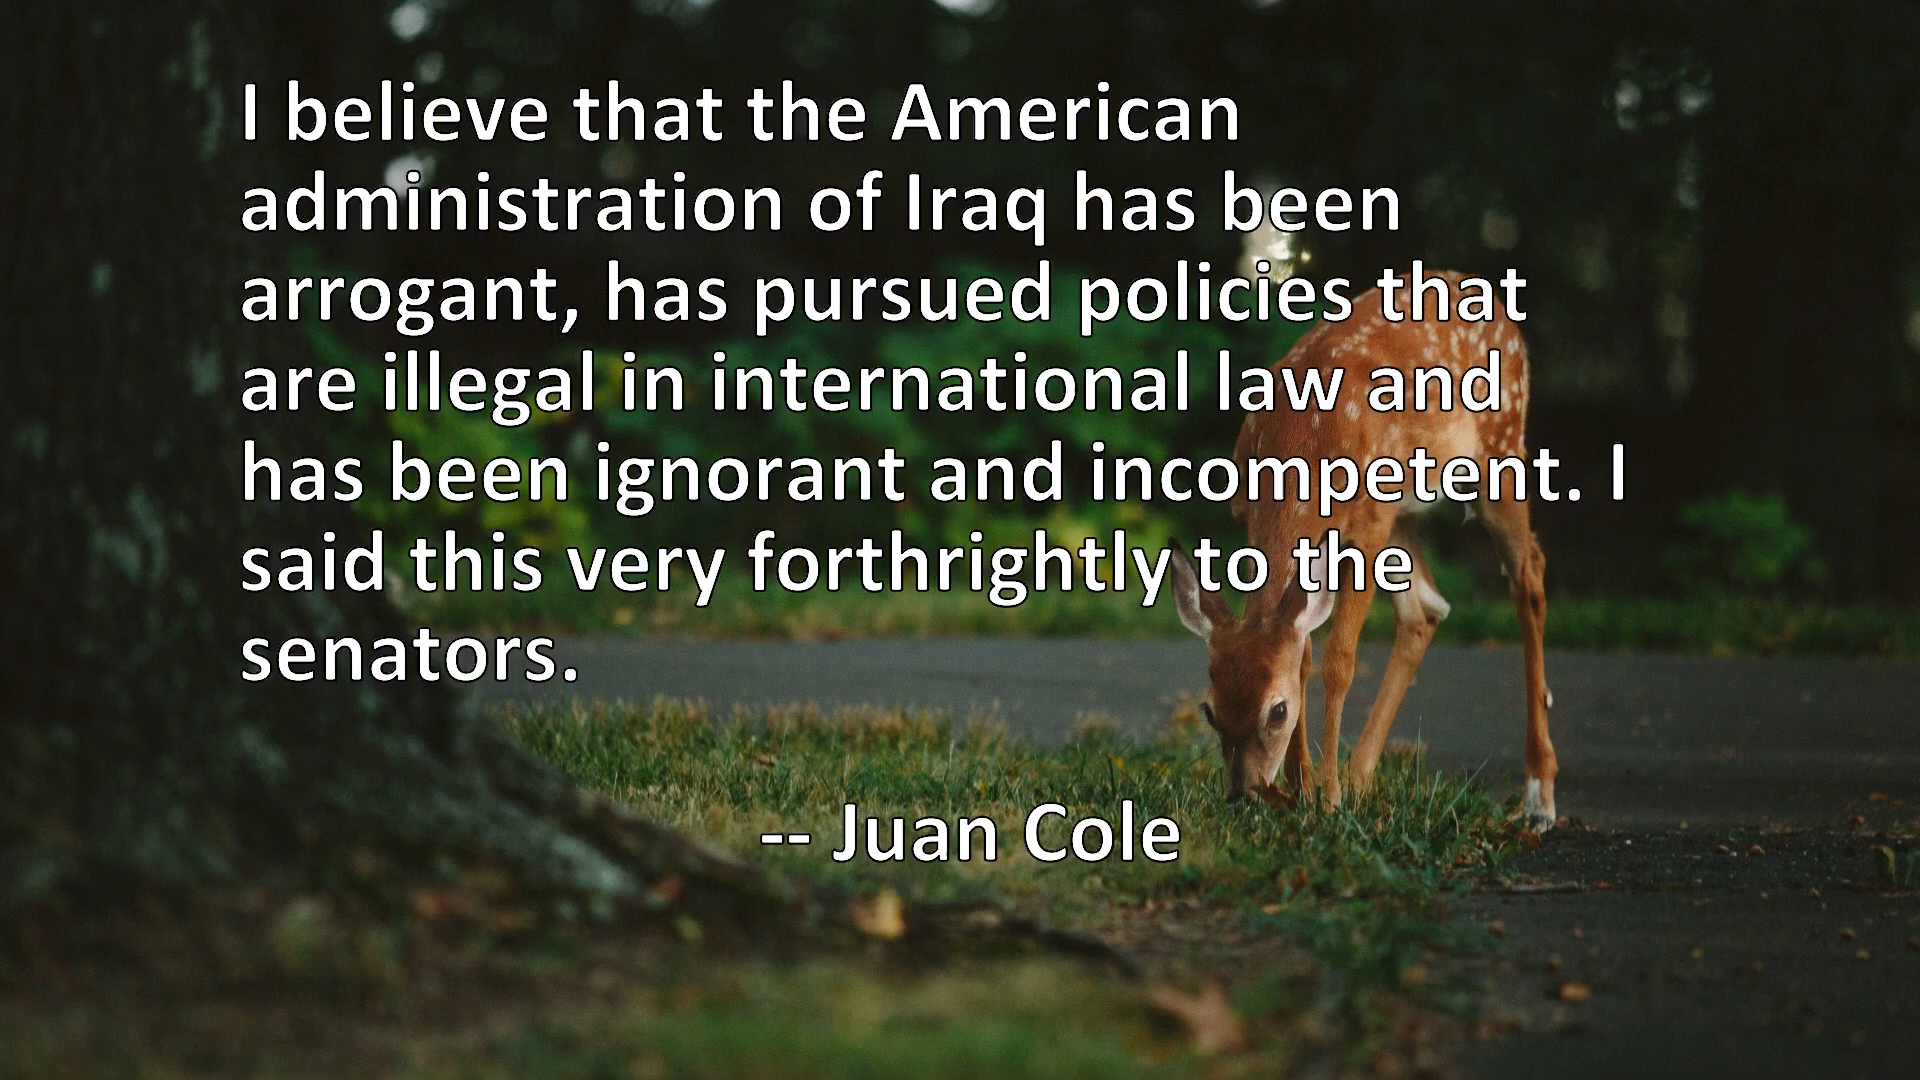 I believe that the American
administration of Iraq has been
arrogant, has pursued policies that
are illegal in international law and
has been ignorant and incompetent. I
said this very forthrightly to the
senators.
-- Juan Cole